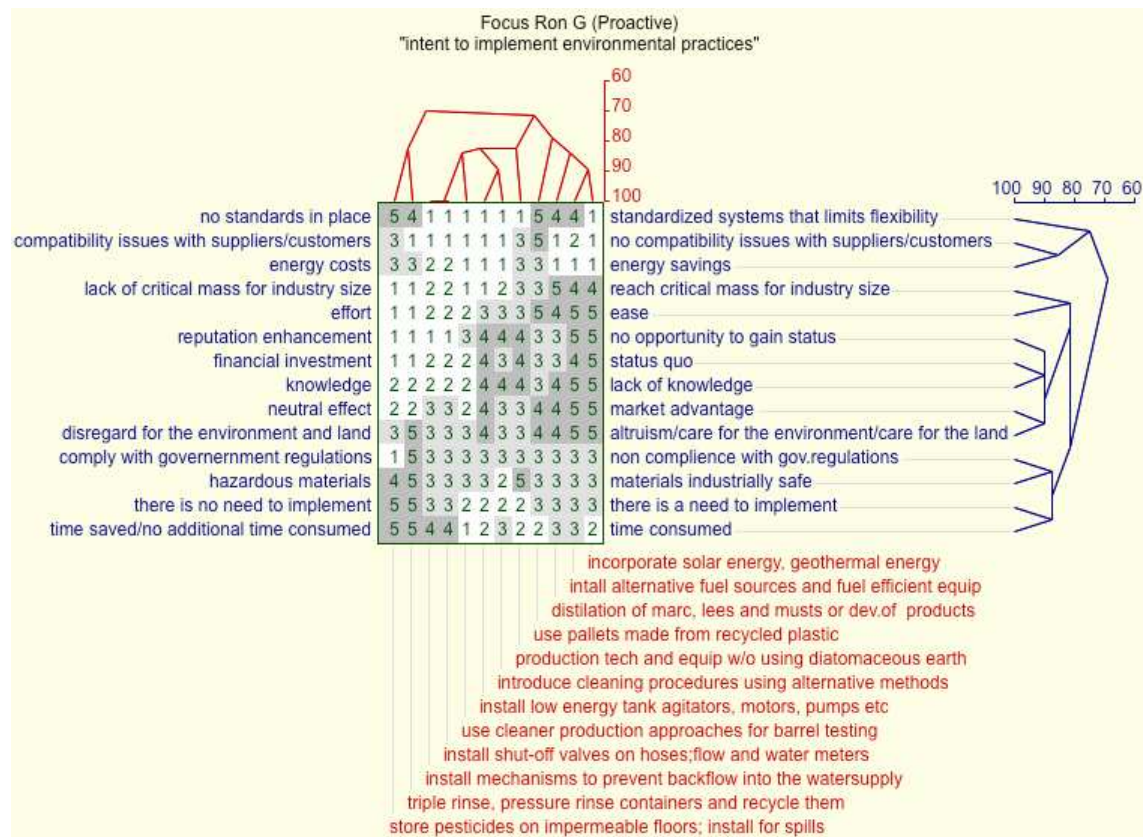 Focus Ron G (Proactive)
"intent to implement environmental practices"
60
70
80
90
100
100 90 80 70 60
no standards in place 5 4 1 1 1 1 1 1 5 4 4 1 standardized systems that limits flexibility
compatibility issues with suppliers/customers 3 1 1 1 1 1 1 3 5 1 2 1 no compatibility issues with suppliers/customers
energy costs 3 3 2 2 1 1 1 3 3 1 1 1 energy savings
lack of critical mass for industry size 1 1 2 2 1 1 2 3 3 5 4 4 reach critical mass for industry size
effort 1 1 2 2 2 3 3 3 5 4 5 5 ease
reputation enhancement 1 1 1 1 3 4 4 4 3 3 5 5 no opportunity to gain status
financial investment 1 1 2 2 2 4 3 4 3 3 4 5 status quo
knowledge 2 2 2 2 2 4 4 4 3 4 5 5 lack of knowledge
neutral effect 2 2 3 3 2 4 3 3 4 4 5 5 market advantage
disregard for the environment and land 3 5 3 3 3 4 3 3 4 4 5 5 altruism/care for the environment/care for the land
comply with governernment regulations 1 5 3 3 3 3 3 3 3 3 3 3 non complience with gov.regulations
hazardous materials 4 5 3 3 3 3 2 5 3 3 3 3 materials industrially safe
there is no need to implement 5 5 3 3 2 2 2 2 3 3 3 3 there is a need to implement
time saved/no additional time consumed 5 5 4 4 1 2 3 2 2 3 3 2 time consumed
incorporate solar energy, geothermal energy
intall alternative fuel sources and fuel efficient equip
distilation of marc, lees and musts or dev.of products
use pallets made from recycled plastic
production tech and equip w/o using diatomaceous earth
introduce cleaning procedures using alternative methods
install low energy tank agitators, motors, pumps etc
use cleaner production approaches for barrel testing
install shut-off valves on hoses;flow and water meters
install mechanisms to prevent backflow into the watersupply
triple rinse, pressure rinse containers and recycle them
store pesticides on impermeable floors; install for spills